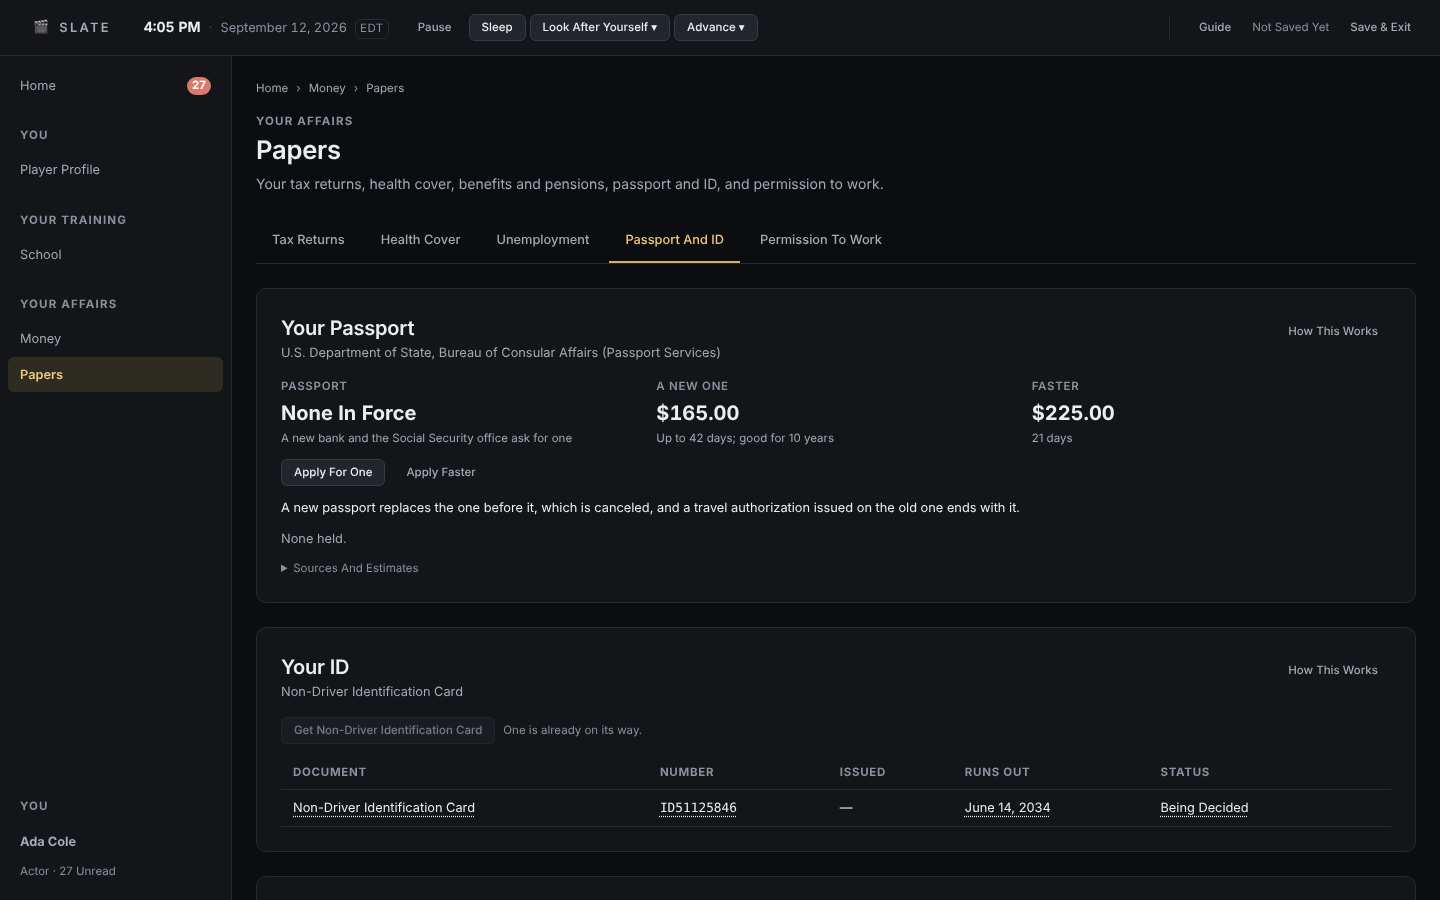 SLATE
4:05 PM · September 12, 2026 EDT
Pause
Sleep
Look After Yourself ▾
Advance ▾
Guide
Not Saved Yet
Save & Exit
Home
27
YOU
Player Profile
YOUR TRAINING
School
YOUR AFFAIRS
Money
Papers
YOU
Ada Cole
Actor · 27 Unread
Home › Money › Papers
YOUR AFFAIRS
Papers
Your tax returns, health cover, benefits and pensions, passport and ID, and permission to work.
Tax Returns
Health Cover
Unemployment
Passport And ID
Permission To Work
Your Passport
How This Works
U.S. Department of State, Bureau of Consular Affairs (Passport Services)
PASSPORT
None In Force
A new bank and the Social Security office ask for one
A NEW ONE
$165.00
Up to 42 days; good for 10 years
FASTER
$225.00
21 days
Apply For One
Apply Faster
A new passport replaces the one before it, which is canceled, and a travel authorization issued on the old one ends with it.
None held.
▶ Sources And Estimates
Your ID
How This Works
Non-Driver Identification Card
Get Non-Driver Identification Card
One is already on its way.
DOCUMENT NUMBER ISSUED RUNS OUT STATUS
Non-Driver Identification Card ID51125846 — June 14, 2034 Being Decided